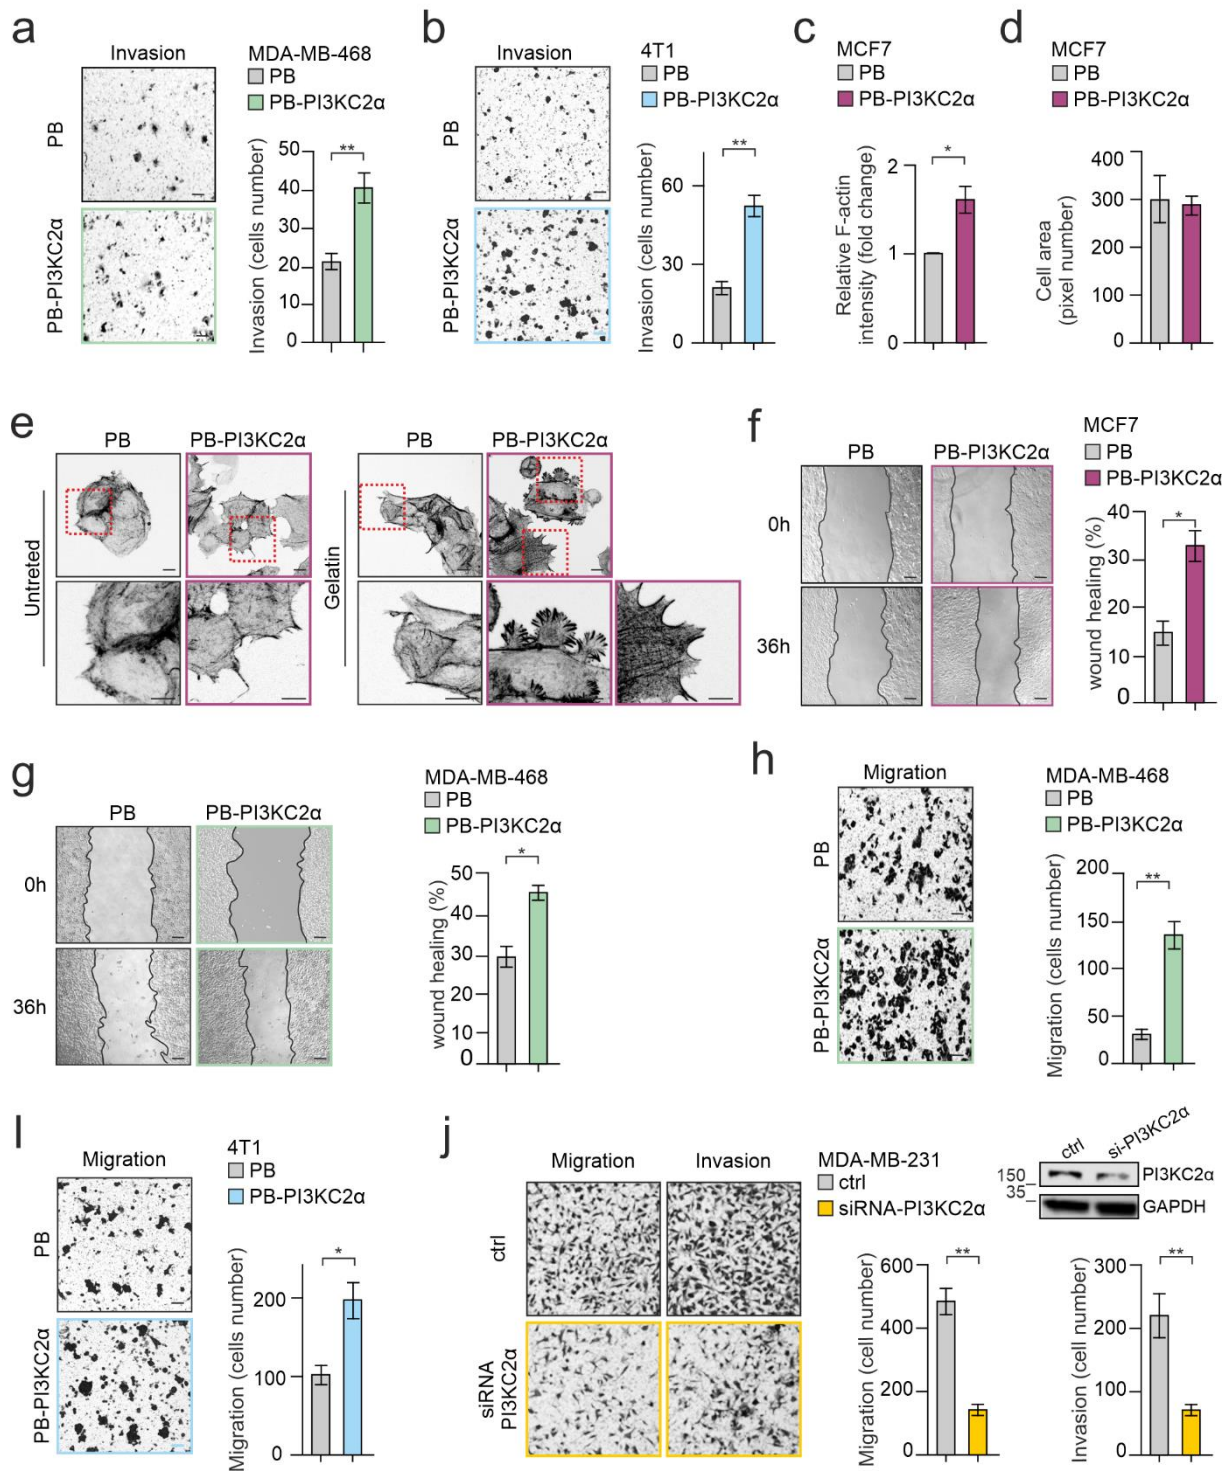 a
Invasion
PB
PB-PI3KC2α
MDA-MB-468
PB
PB-PI3KC2α
Invasion (cells number)
50
40
20
10
0
**
b
Invasion
PB
PB-PI3KC2α
4T1
PB
PB-PI3KC2α
Invasion (cells number)
60
30
0
**
c
MCF7
PB
PB-PI3KC2α
Relative F-actin
intensity (fold change)
2
1
0
*
d
MCF7
PB
PB-PI3KC2α
Cell area
(pixel number)
400
300
200
100
0
e
PB
PB-PI3KC2α
Untreted
PB
PB-PI3KC2α
Gelatin
f
PB
PB-PI3KC2α
0h
36h
MCF7
PB
PB-PI3KC2α
wound healing (%)
40
30
20
10
0
*
g
PB
PB-PI3KC2α
0h
36h
MDA-MB-468
PB
PB-PI3KC2α
wound healing (%)
50
40
30
10
0
*
h
Migration
PB
PB-PI3KC2α
MDA-MB-468
PB
PB-PI3KC2α
Migration (cells number)
200
150
100
50
0
**
I
Migration
PB
PB-PI3KC2α
4T1
PB
PB-PI3KC2α
Migration (cells number)
200
100
0
*
j
Migration
Invasion
ctrl
siRNA
PI3KC2α
MDA-MB-231
ctrl
siRNA-PI3KC2α
ctrl
si-PI3KC2α
150
35
PI3KC2α
GAPDH
Migration (cell number)
600
400
200
0
**
Invasion (cell number)
300
200
100
0
**